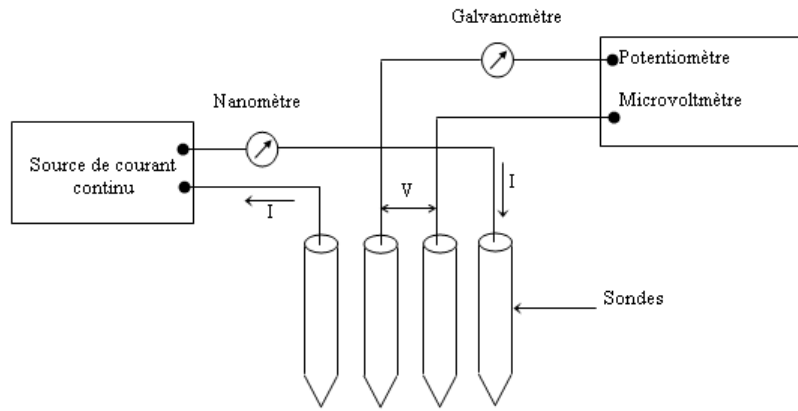 Galvanomètre
Potentiomètre
Nanomètre
Microvoltmètre
Source de courant
continu
I
V
I
Sondes